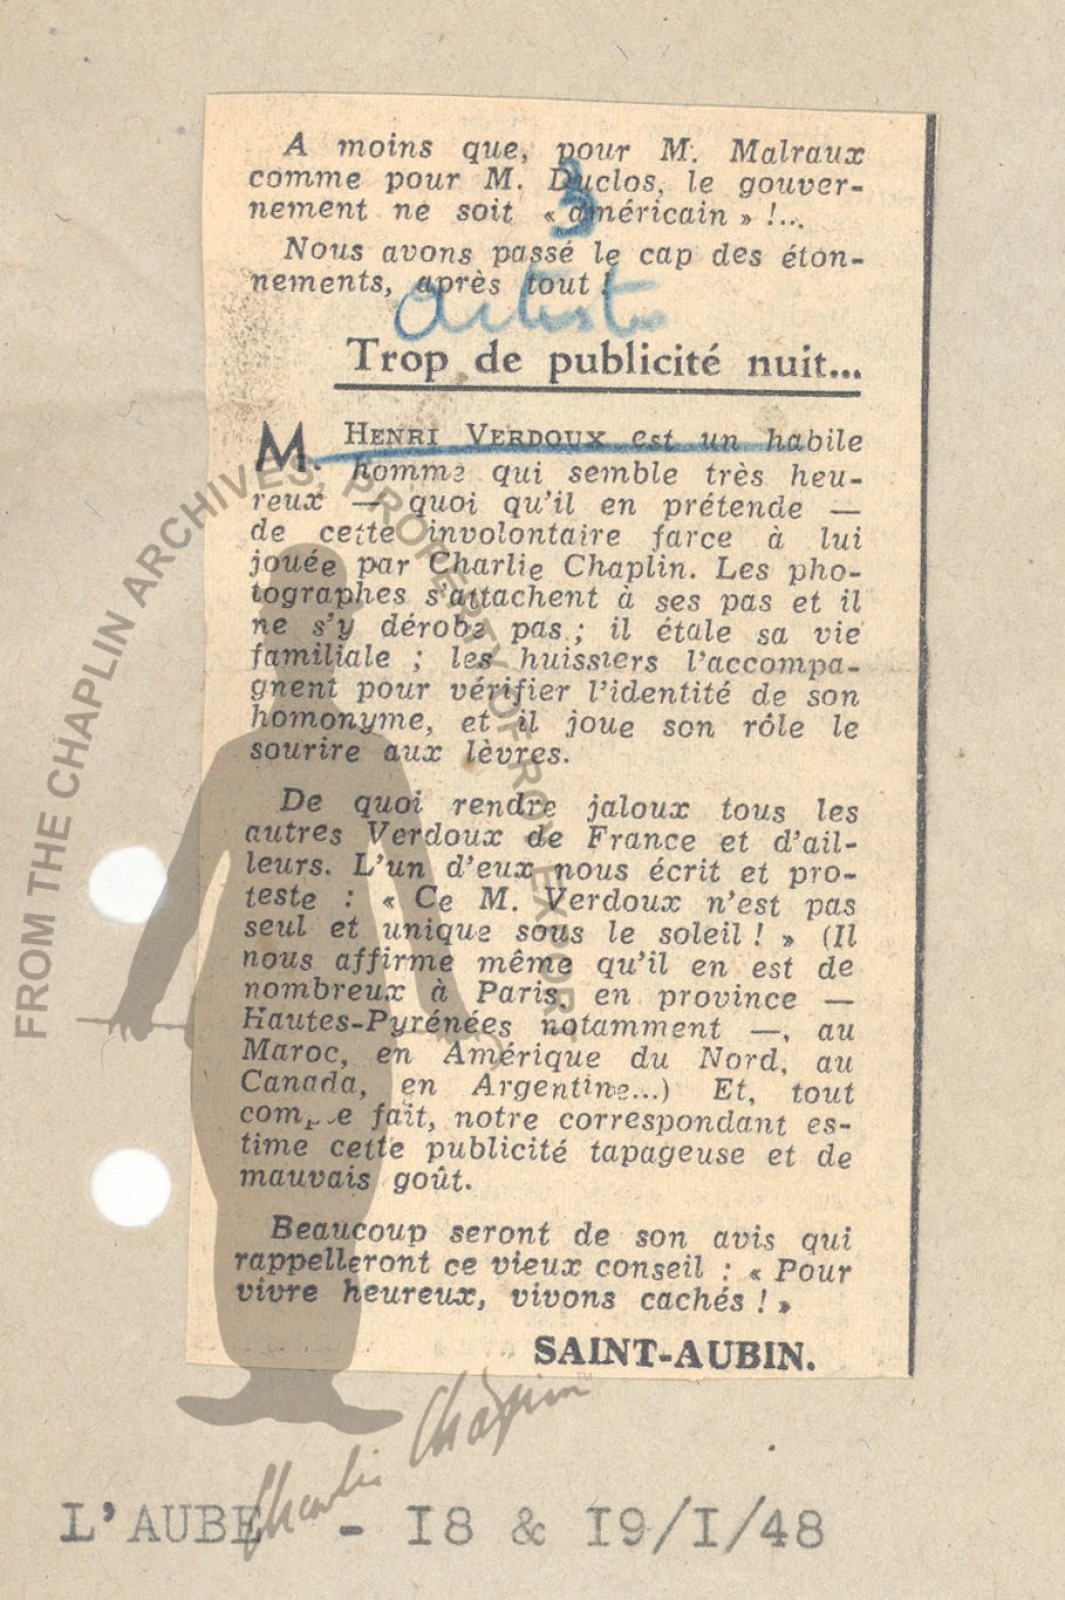 A moins que, pour M. Malraux
comme pour M. Duclos, le gouver-
nement ne soit « américain » !...
Nous avons passé le cap des éton-
nements, après tout !
3
artiste
Trop de publicité nuit...
M. HENRI VERDOUX est un habile
homme qui semble très heu-
reux — quoi qu'il en prétende —
de cette involontaire farce à lui
jouée par Charlie Chaplin. Les pho-
tographes s'attachent à ses pas et il
ne s'y dérobe pas ; il étale sa vie
familiale ; les huissiers l'accompa-
gnent pour vérifier l'identité de son
homonyme, et il joue son rôle le
sourire aux lèvres.
De quoi rendre jaloux tous les
autres Verdoux de France et d'ail-
leurs. L'un d'eux nous écrit et pro-
teste : « Ce M. Verdoux n'est pas
seul et unique sous le soleil ! » (Il
nous affirme même qu'il en est de
nombreux à Paris, en province —
Hautes-Pyrénées notamment —, au
Maroc, en Amérique du Nord, au
Canada, en Argentine...) Et, tout
compte fait, notre correspondant es-
time cette publicité tapageuse et de
mauvais goût.
Beaucoup seront de son avis qui
rappelleront ce vieux conseil : « Pour
vivre heureux, vivons cachés ! »
SAINT-AUBIN.
FROM THE CHAPLIN ARCHIVES, PROPERTY OF ROY EXPORT
Charlie Chaplin
L'AUBE - I8 & I9/I/48